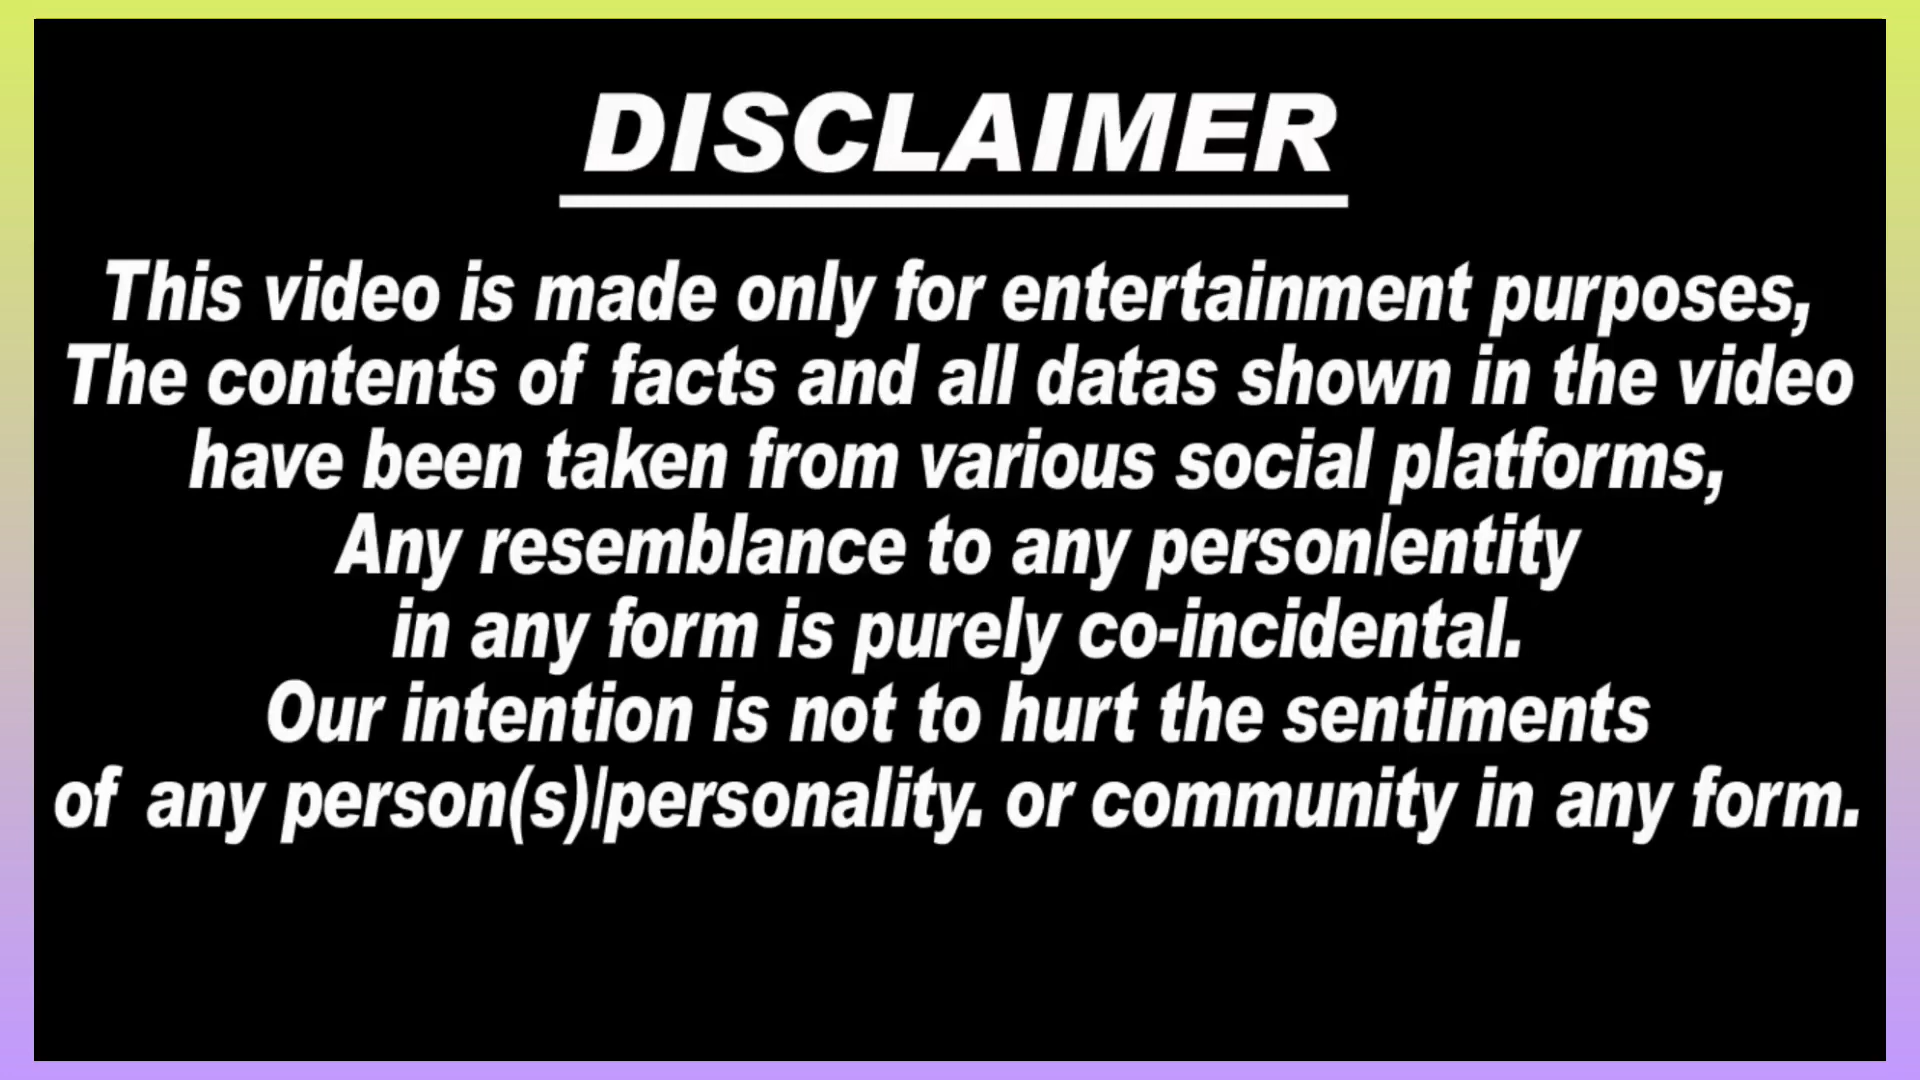 DISCLAIMER
This video is made only for entertainment purposes,
The contents of facts and all datas shown in the video
have been taken from various social platforms,
Any resemblance to any person/entity
in any form is purely co-incidental.
Our intention is not to hurt the sentiments
of any person(s)/personality. or community in any form.